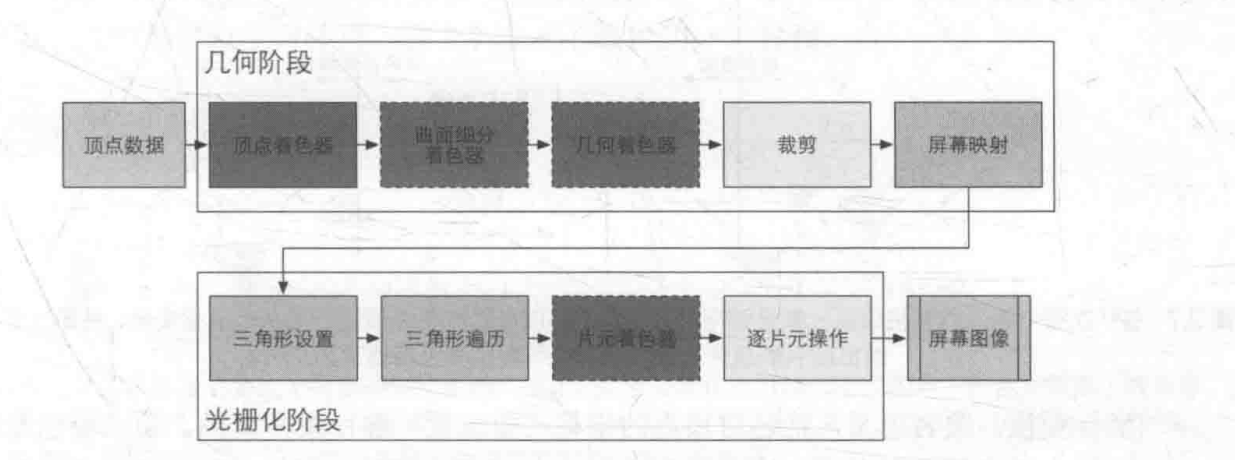 几何阶段
顶点数据
顶点着色器
曲面细分
着色器
几何着色器
裁剪
屏幕映射
三角形设置
三角形遍历
片元着色器
逐片元操作
屏幕图像
光栅化阶段